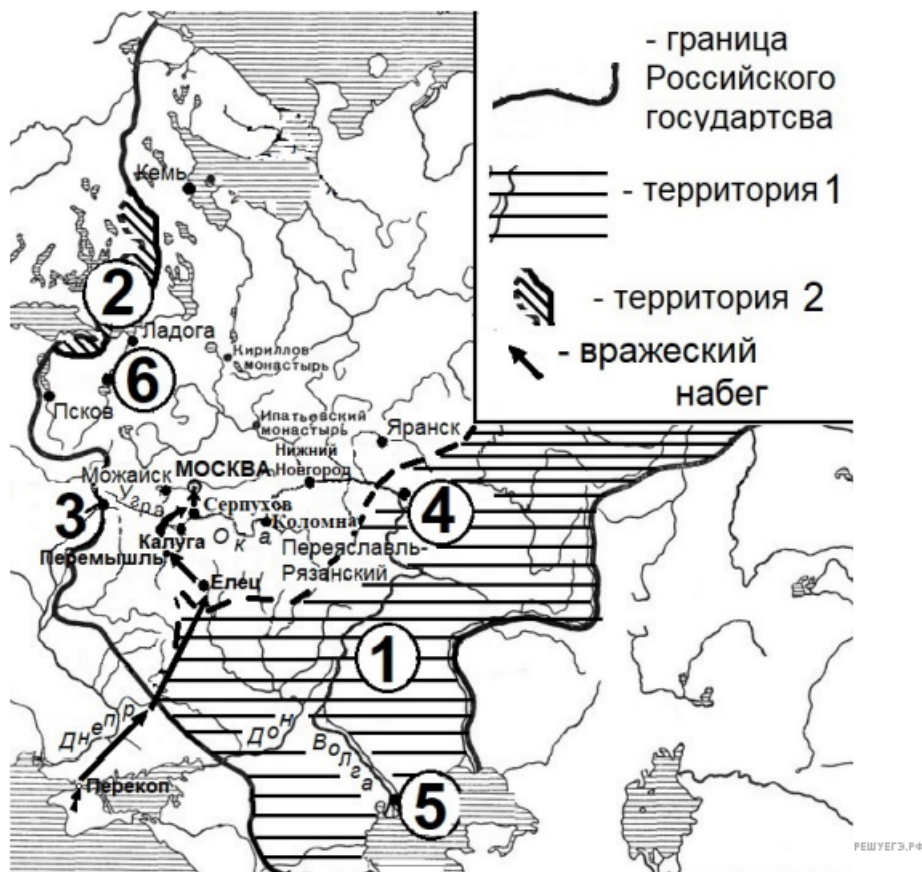 - граница
Российского
государтсва
- территория 1
- территория 2
- вражеский
набег
Кемь
2
Ладога
6
Кириллов
монастырь
Псков
Ипатьевский
монастырь
Яранск
Нижний
Новгород
МОСКВА
Можайск
Угра
3
Серпухов
4
Коломна
Ока
Калуга
Перемышль
Переяславль-
Рязанский
Елец
1
Днепр
Дон
Волга
Перекоп
5
РЕШУЕГЭ.РФ